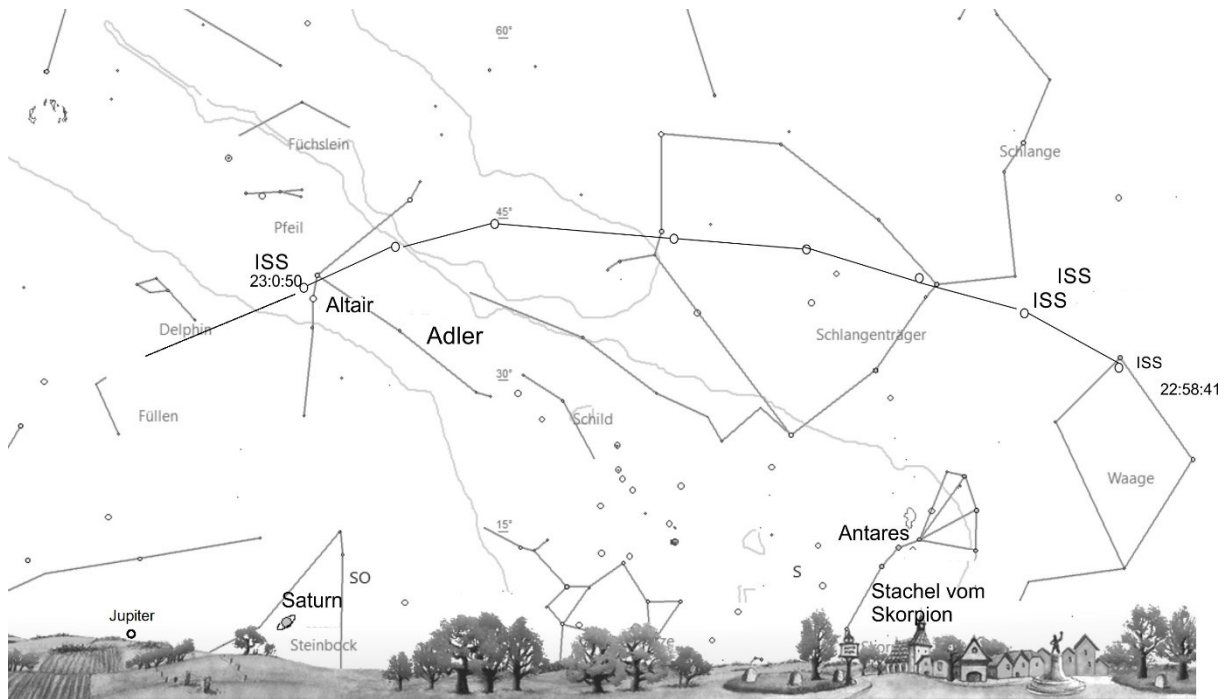 60°
Füchslein
Schlange
Pfeil
45°
ISS
23:0:50
ISS
ISS
Altair
Delphin
Adler
Schlangenträger
ISS
22:58:41
30°
Füllen
Schild
Waage
15°
Antares
SO
S
Stachel vom
Skorpion
Saturn
Jupiter
Steinbock